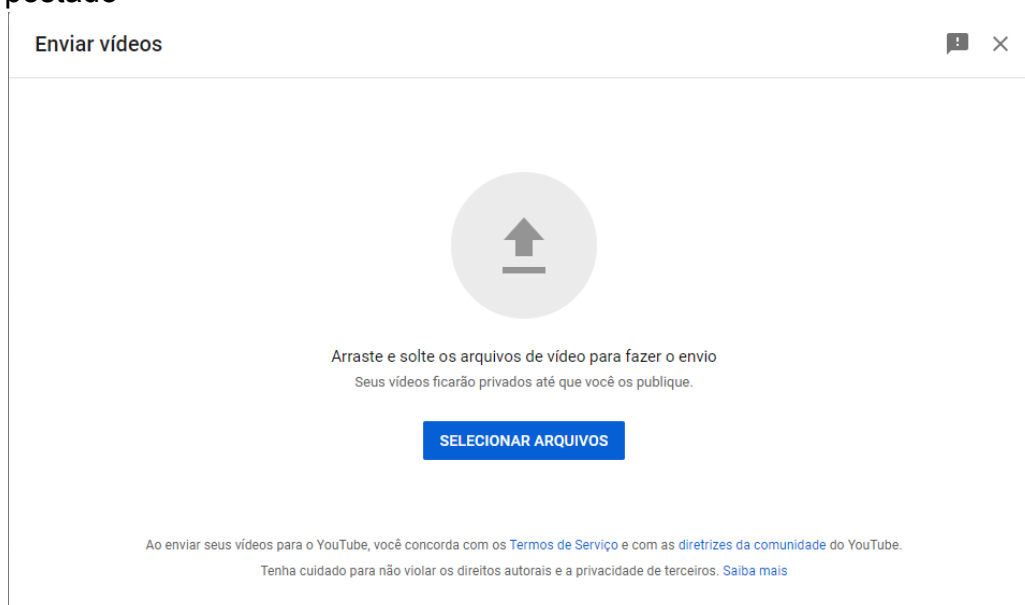 postado
Enviar vídeos
Arraste e solte os arquivos de vídeo para fazer o envio
Seus vídeos ficarão privados até que você os publique.
SELECIONAR ARQUIVOS
Ao enviar seus vídeos para o YouTube, você concorda com os Termos de Serviço e com as diretrizes da comunidade do YouTube.
Tenha cuidado para não violar os direitos autorais e a privacidade de terceiros. Saiba mais